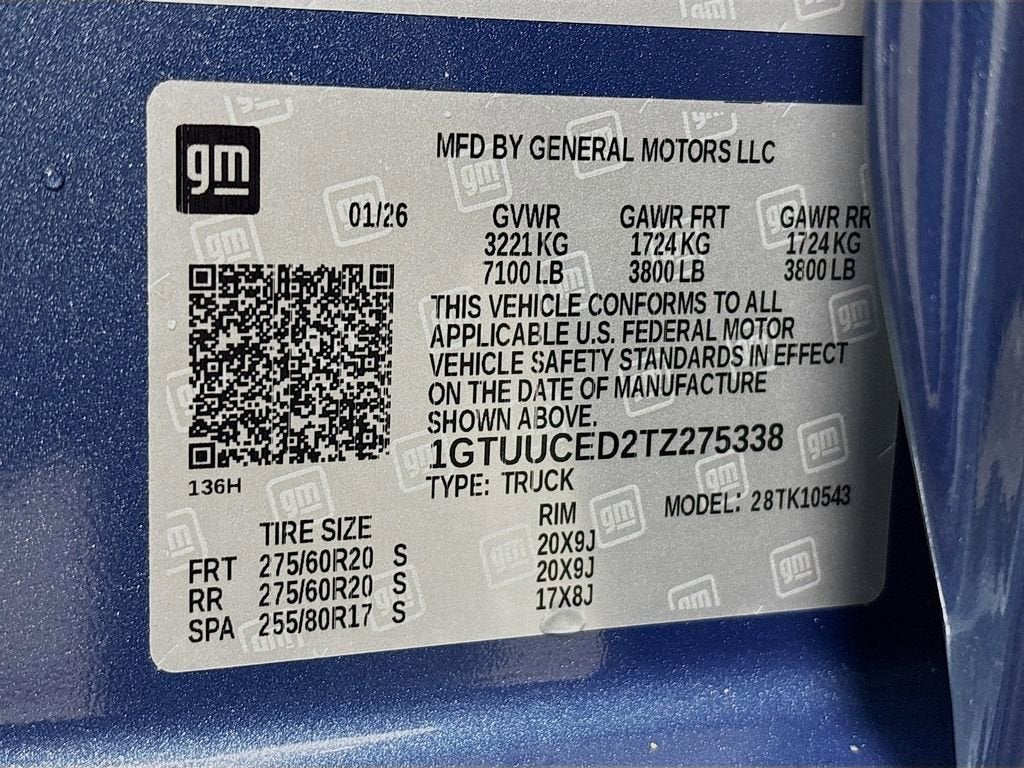 gm
MFD BY GENERAL MOTORS LLC
01/26 GVWR GAWR FRT GAWR RR
3221 KG 1724 KG 1724 KG
7100 LB 3800 LB 3800 LB
THIS VEHICLE CONFORMS TO ALL
APPLICABLE U.S. FEDERAL MOTOR
VEHICLE SAFETY STANDARDS IN EFFECT
ON THE DATE OF MANUFACTURE
SHOWN ABOVE.
1GTUUCED2TZ275338
136H
TYPE: TRUCK MODEL: 28TK10543
TIRE SIZE RIM
FRT 275/60R20 S 20X9J
RR 275/60R20 S 20X9J
SPA 255/80R17 S 17X8J